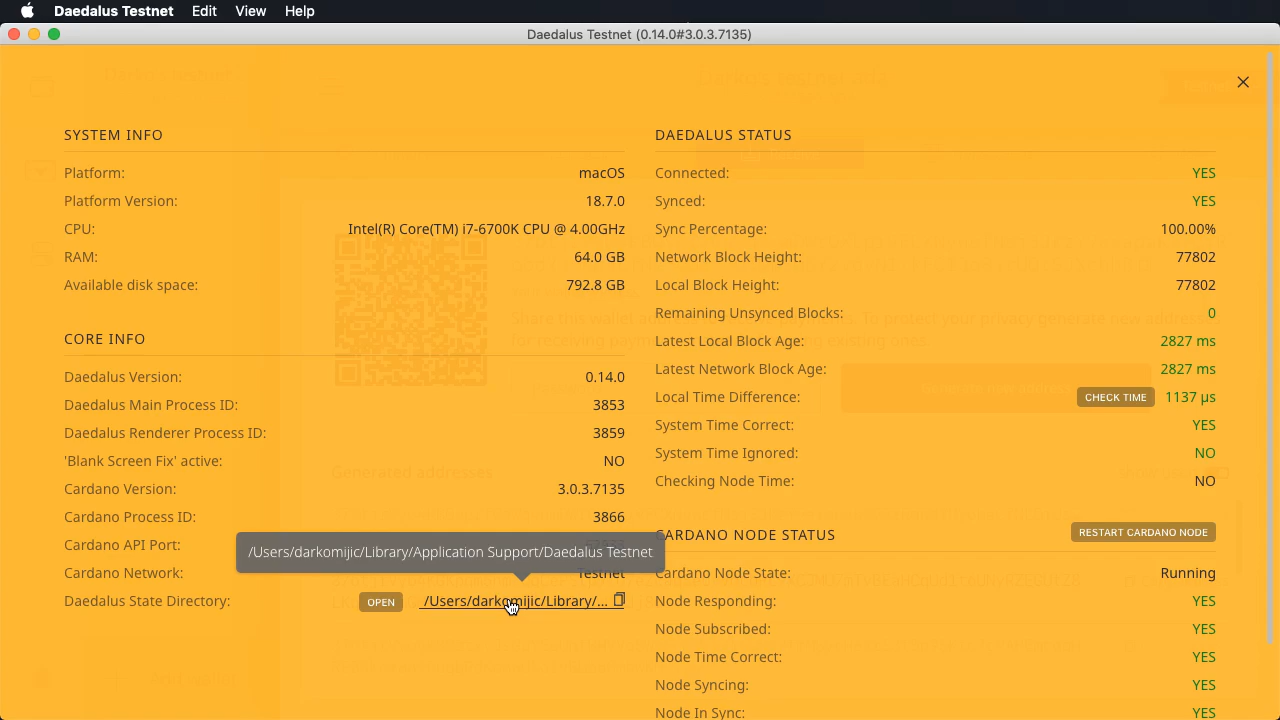 Daedalus Testnet Edit View Help
Daedalus Testnet (0.14.0#3.0.3.7135)
SYSTEM INFO
Platform: macOS
Platform Version: 18.7.0
CPU: Intel(R) Core(TM) i7-6700K CPU @ 4.00GHz
RAM: 64.0 GB
Available disk space: 792.8 GB
CORE INFO
Daedalus Version: 0.14.0
Daedalus Main Process ID: 3853
Daedalus Renderer Process ID: 3859
'Blank Screen Fix' active: NO
Cardano Version: 3.0.3.7135
Cardano Process ID: 3866
Cardano API Port:
/Users/darkomijic/Library/Application Support/Daedalus Testnet
Cardano Network: Testnet
Daedalus State Directory: OPEN /Users/darkomijic/Library/...
DAEDALUS STATUS
Connected: YES
Synced: YES
Sync Percentage: 100.00%
Network Block Height: 77802
Local Block Height: 77802
Remaining Unsynced Blocks: 0
Latest Local Block Age: 2827 ms
Latest Network Block Age: 2827 ms
Local Time Difference: CHECK TIME 1137 μs
System Time Correct: YES
System Time Ignored: NO
Checking Node Time: NO
CARDANO NODE STATUS RESTART CARDANO NODE
Cardano Node State: Running
Node Responding: YES
Node Subscribed: YES
Node Time Correct: YES
Node Syncing: YES
Node In Sync: YES
Share this wallet
Generated addresses